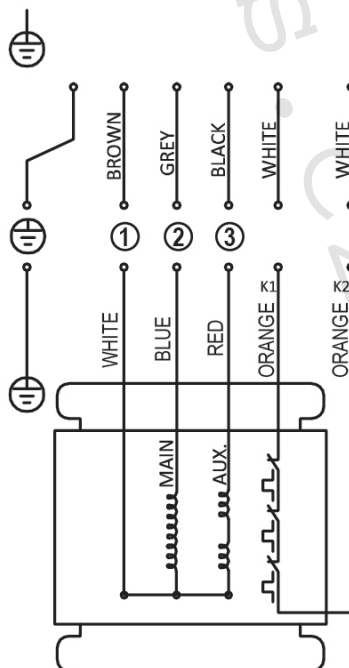 BROWN
GREY
BLACK
WHITE
WHITE
1
2
3
K1
K2
WHITE
BLUE
RED
ORANGE
ORANGE
MAIN
AUX.